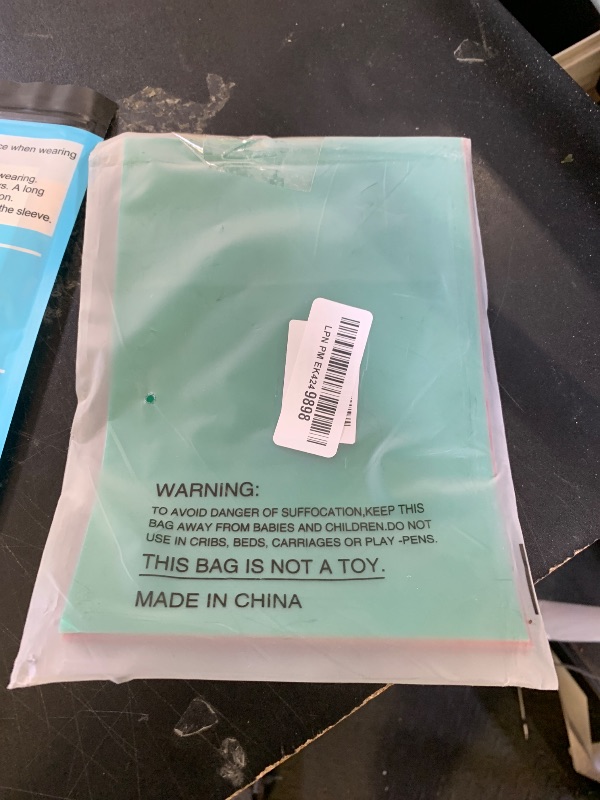 ce when wearing
wearing.
s. A long
on.
the sleeve.
LPN PM EK4249898
WARNING:
TO AVOID DANGER OF SUFFOCATION,KEEP THIS
BAG AWAY FROM BABIES AND CHILDREN.DO NOT
USE IN CRIBS, BEDS, CARRIAGES OR PLAY -PENS.
THIS BAG IS NOT A TOY.
MADE IN CHINA